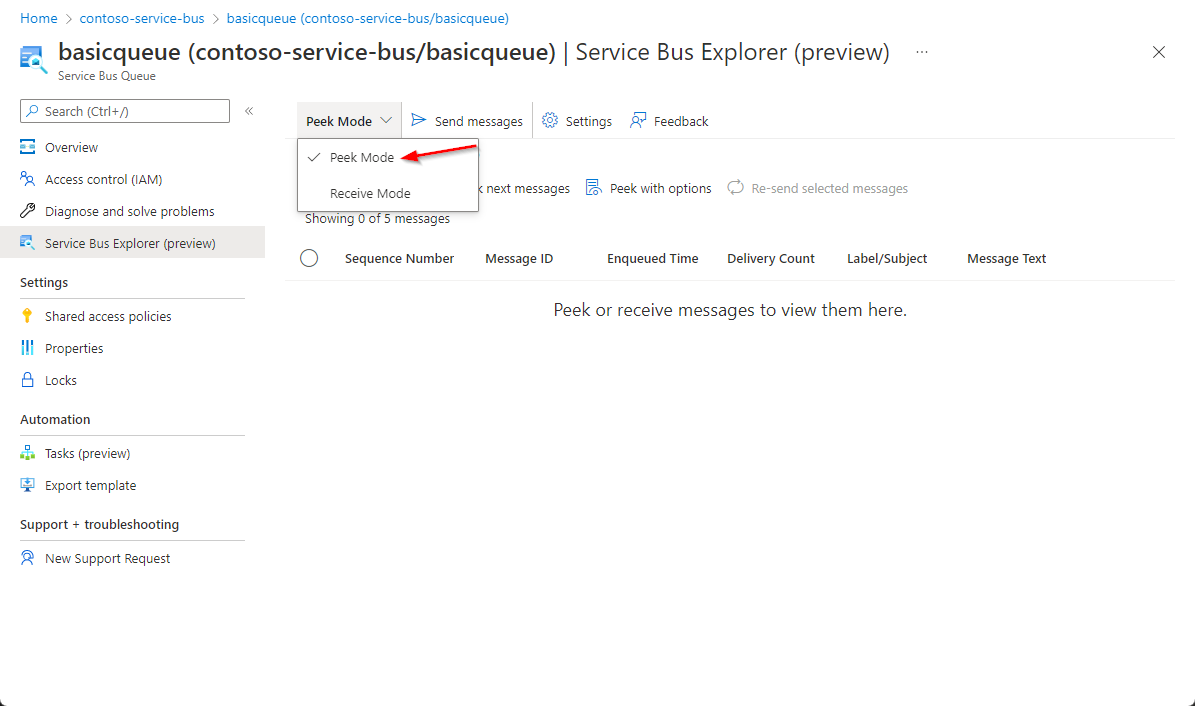 Home > contoso-service-bus > basicqueue (contoso-service-bus/basicqueue)
basicqueue (contoso-service-bus/basicqueue) | Service Bus Explorer (preview) ...
Service Bus Queue
Search (Ctrl+/)
«
Overview
Access control (IAM)
Diagnose and solve problems
Service Bus Explorer (preview)
Settings
Shared access policies
Properties
Locks
Automation
Tasks (preview)
Export template
Support + troubleshooting
New Support Request
Peek Mode Send messages Settings Feedback
Peek Mode
Receive Mode
next messages Peek with options Re-send selected messages
Showing 0 of 5 messages
Sequence Number Message ID Enqueued Time Delivery Count Label/Subject Message Text
Peek or receive messages to view them here.